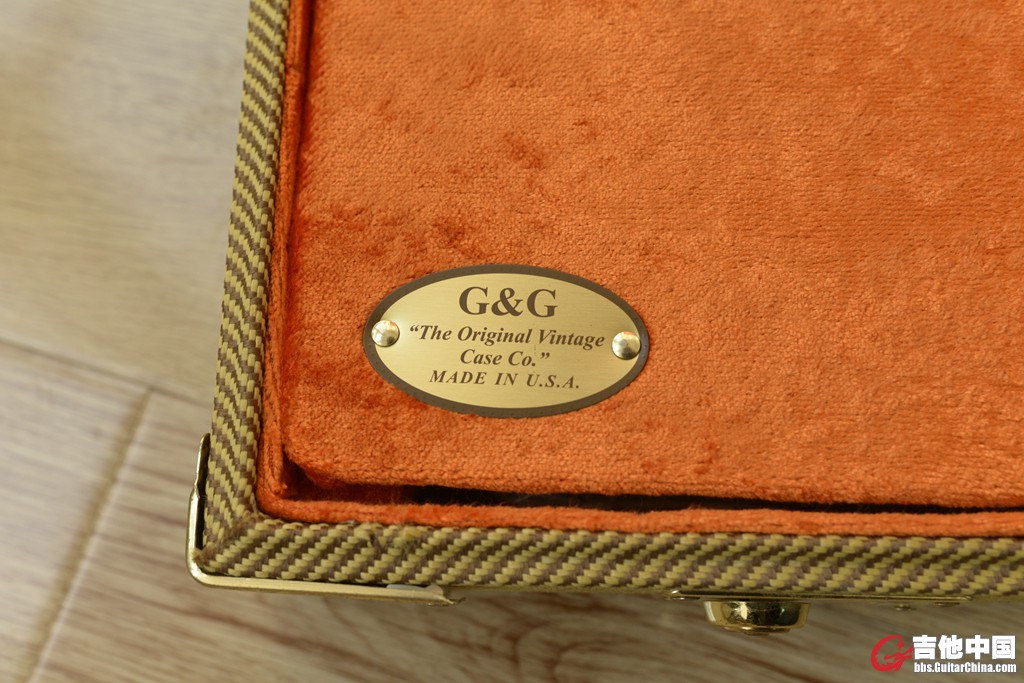 G&G
“The Original Vintage
Case Co.”
MADE IN U.S.A.
吉他中国
bbs.GuitarChina.com